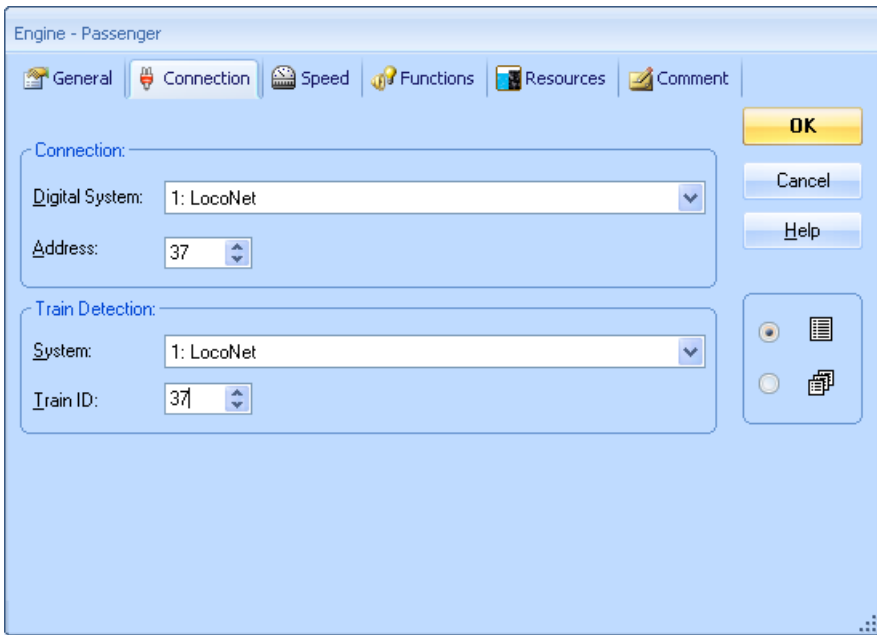 Engine - Passenger
General Connection Speed Functions Resources Comment
OK
Connection:
Cancel
Digital System: 1: LocoNet
Help
Address: 37
Train Detection:
System: 1: LocoNet
Train ID: 37